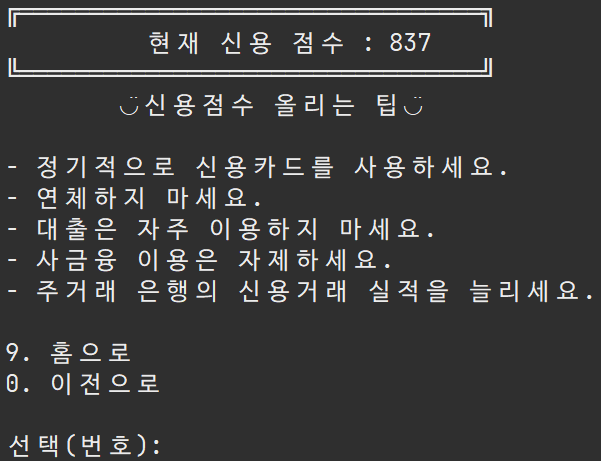 현재 신용 점수 : 837
신용점수 올리는 팁
- 정기적으로 신용카드를 사용하세요.
- 연체하지 마세요.
- 대출은 자주 이용하지 마세요.
- 사금융 이용은 자제하세요.
- 주거래 은행의 신용거래 실적을 늘리세요.
9. 홈으로
0. 이전으로
선택(번호):